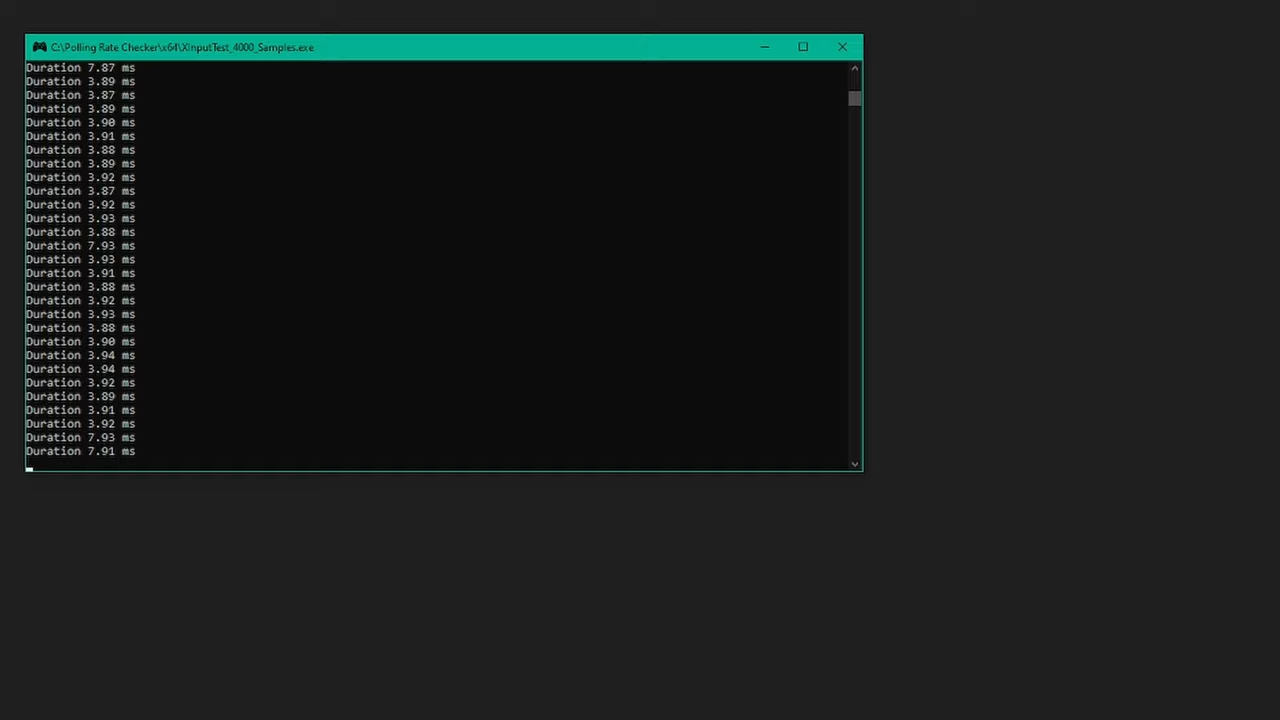 C:\Polling Rate Checker\x64\XInputTest_4000_Samples.exe
Duration 7.87 ms
Duration 3.89 ms
Duration 3.87 ms
Duration 3.89 ms
Duration 3.90 ms
Duration 3.91 ms
Duration 3.88 ms
Duration 3.89 ms
Duration 3.92 ms
Duration 3.87 ms
Duration 3.92 ms
Duration 3.93 ms
Duration 3.88 ms
Duration 7.93 ms
Duration 3.93 ms
Duration 3.91 ms
Duration 3.88 ms
Duration 3.92 ms
Duration 3.93 ms
Duration 3.88 ms
Duration 3.90 ms
Duration 3.94 ms
Duration 3.94 ms
Duration 3.92 ms
Duration 3.89 ms
Duration 3.91 ms
Duration 3.92 ms
Duration 7.93 ms
Duration 7.91 ms